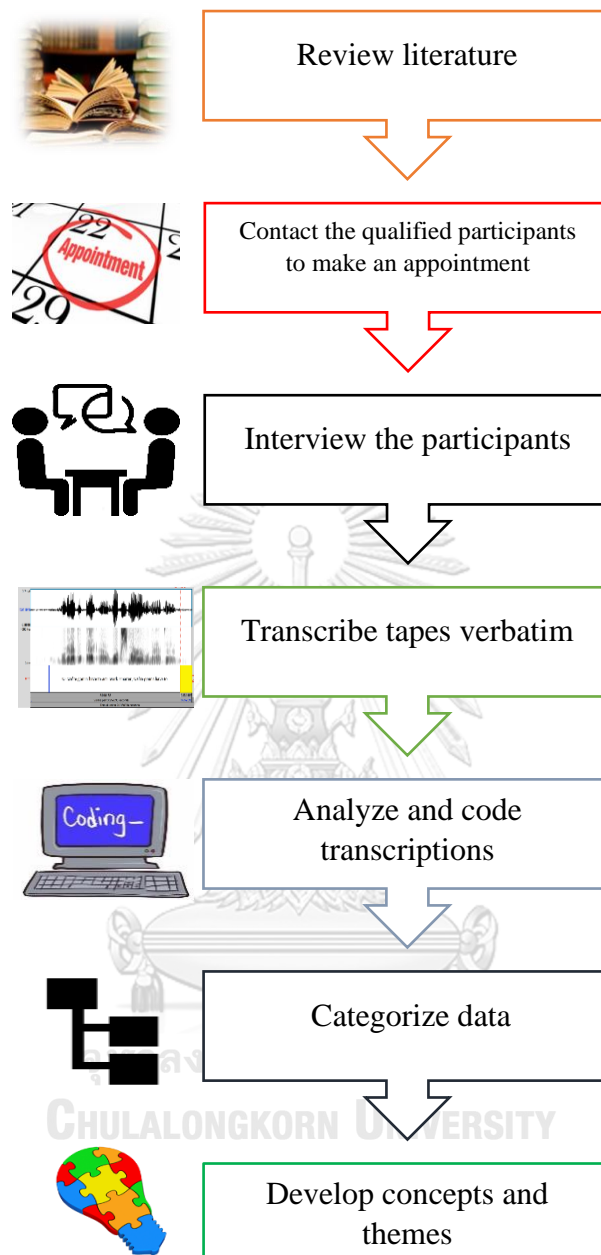 Review literature
22
Appointment
29
Contact the qualified participants
to make an appointment
Interview the participants
Transcribe tapes verbatim
Coding_
Analyze and code
transcriptions
Categorize data
CHULALONGKORN UNIVERSITY
Develop concepts and
themes